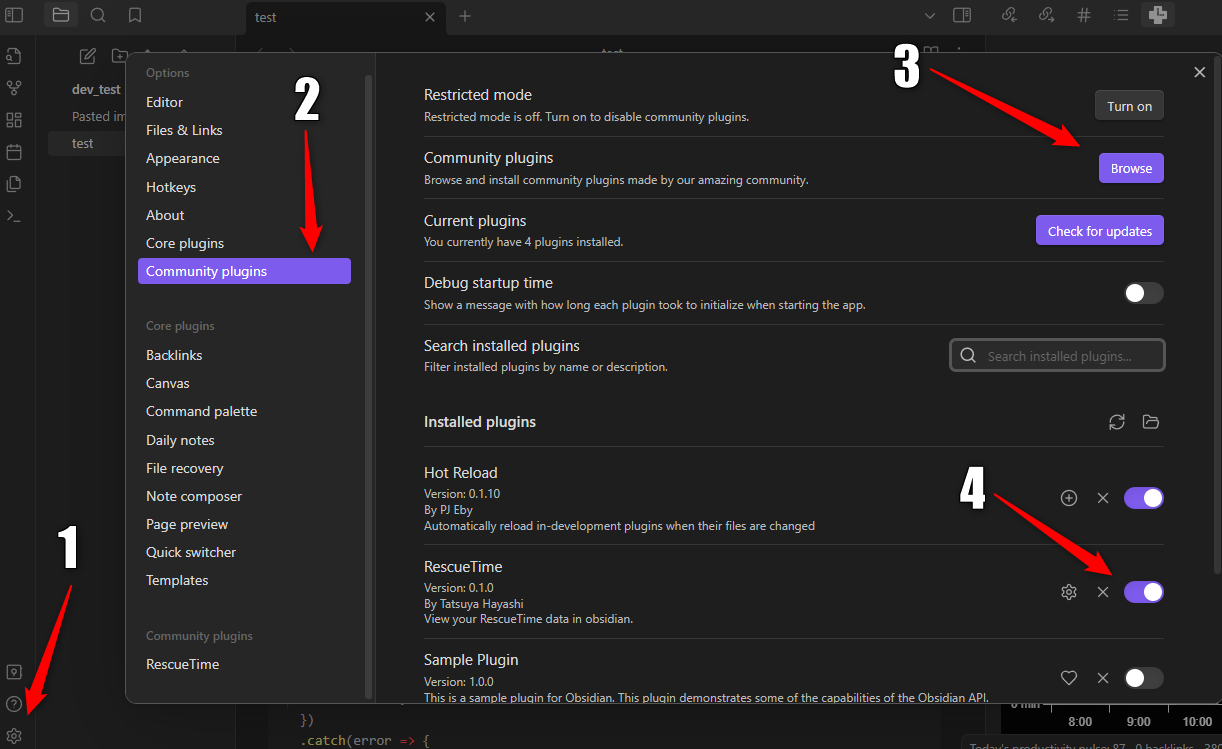 test
dev_test
Pasted im
test
Options
Editor
Files & Links
Appearance
Hotkeys
About
Core plugins
Community plugins
Core plugins
Backlinks
Canvas
Command palette
Daily notes
File recovery
Note composer
Page preview
Quick switcher
Templates
Community plugins
RescueTime
1
2
3
4
Restricted mode
Restricted mode is off. Turn on to disable community plugins.
Turn on
Community plugins
Browse and install community plugins made by our amazing community.
Browse
Current plugins
You currently have 4 plugins installed.
Check for updates
Debug startup time
Show a message with how long each plugin took to initialize when starting the app.
Search installed plugins
Filter installed plugins by name or description.
Search installed plugins...
Installed plugins
Hot Reload
Version: 0.1.10
By PJ Eby
Automatically reload in-development plugins when their files are changed
RescueTime
Version: 0.1.0
By Tatsuya Hayashi
View your RescueTime data in obsidian.
Sample Plugin
Version: 1.0.0
This is a sample plugin for Obsidian. This plugin demonstrates some of the capabilities of the Obsidian API.
})
.catch(error => {
0 min
8:00
9:00
10:00
Today's productivity pulse: 87
0 backlinks